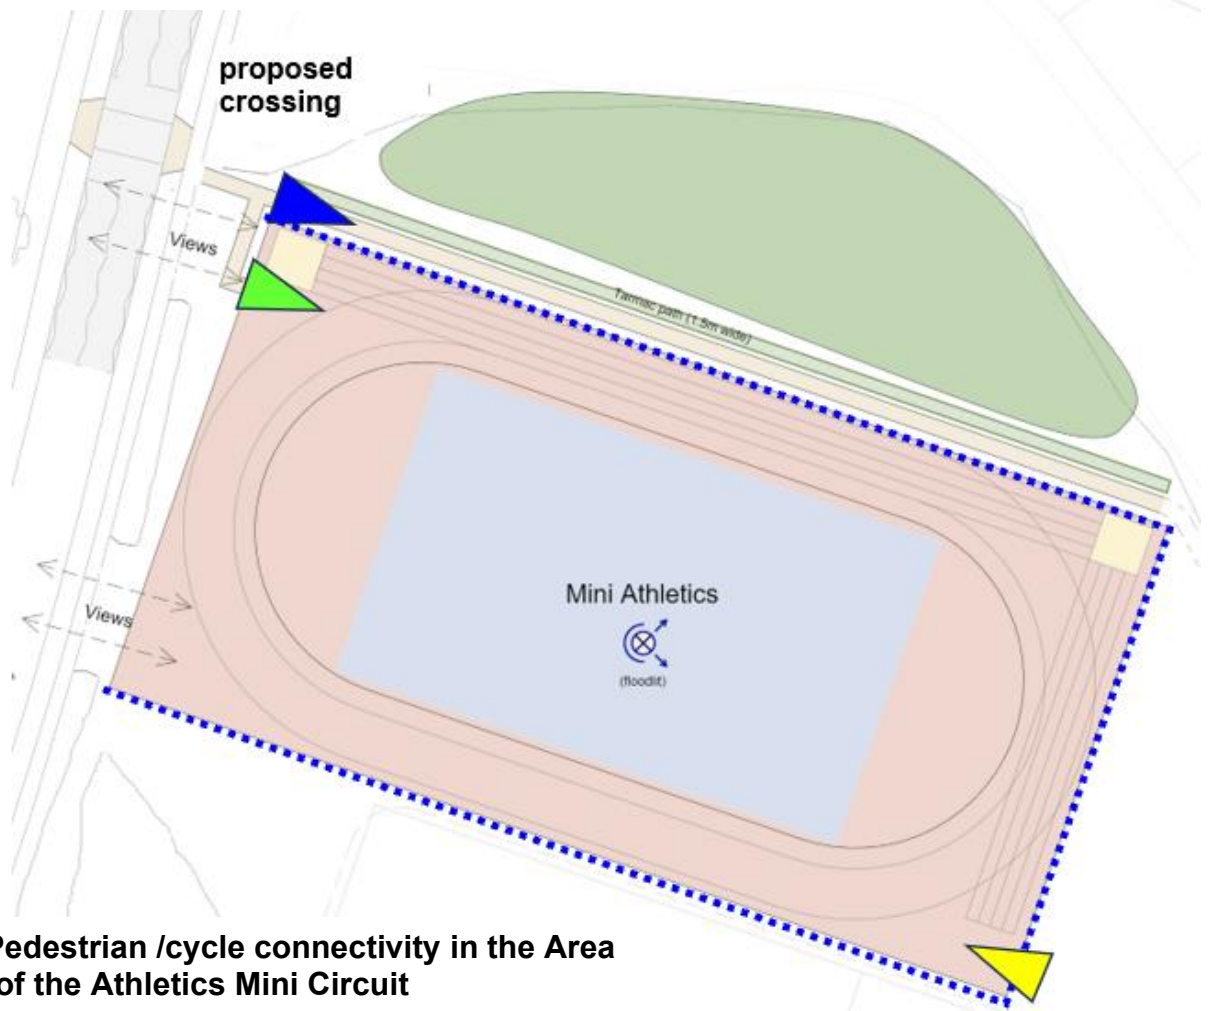 proposed
crossing
Views
Tarmac path (1.5m wide)
Mini Athletics
Views
(floodlit)
Pedestrian /cycle connectivity in the Area
of the Athletics Mini Circuit